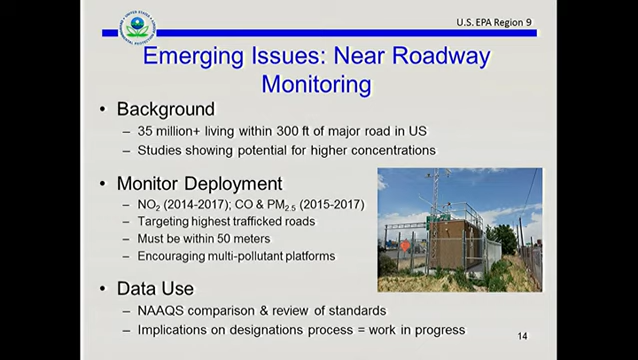 U.S. EPA Region 9
Emerging Issues: Near Roadway
Monitoring
• Background
– 35 million+ living within 300 ft of major road in US
– Studies showing potential for higher concentrations
• Monitor Deployment
– NO₂ (2014-2017); CO & PM₂.₅ (2015-2017)
– Targeting highest trafficked roads
– Must be within 50 meters
– Encouraging multi-pollutant platforms
• Data Use
– NAAQS comparison & review of standards
– Implications on designations process = work in progress
14